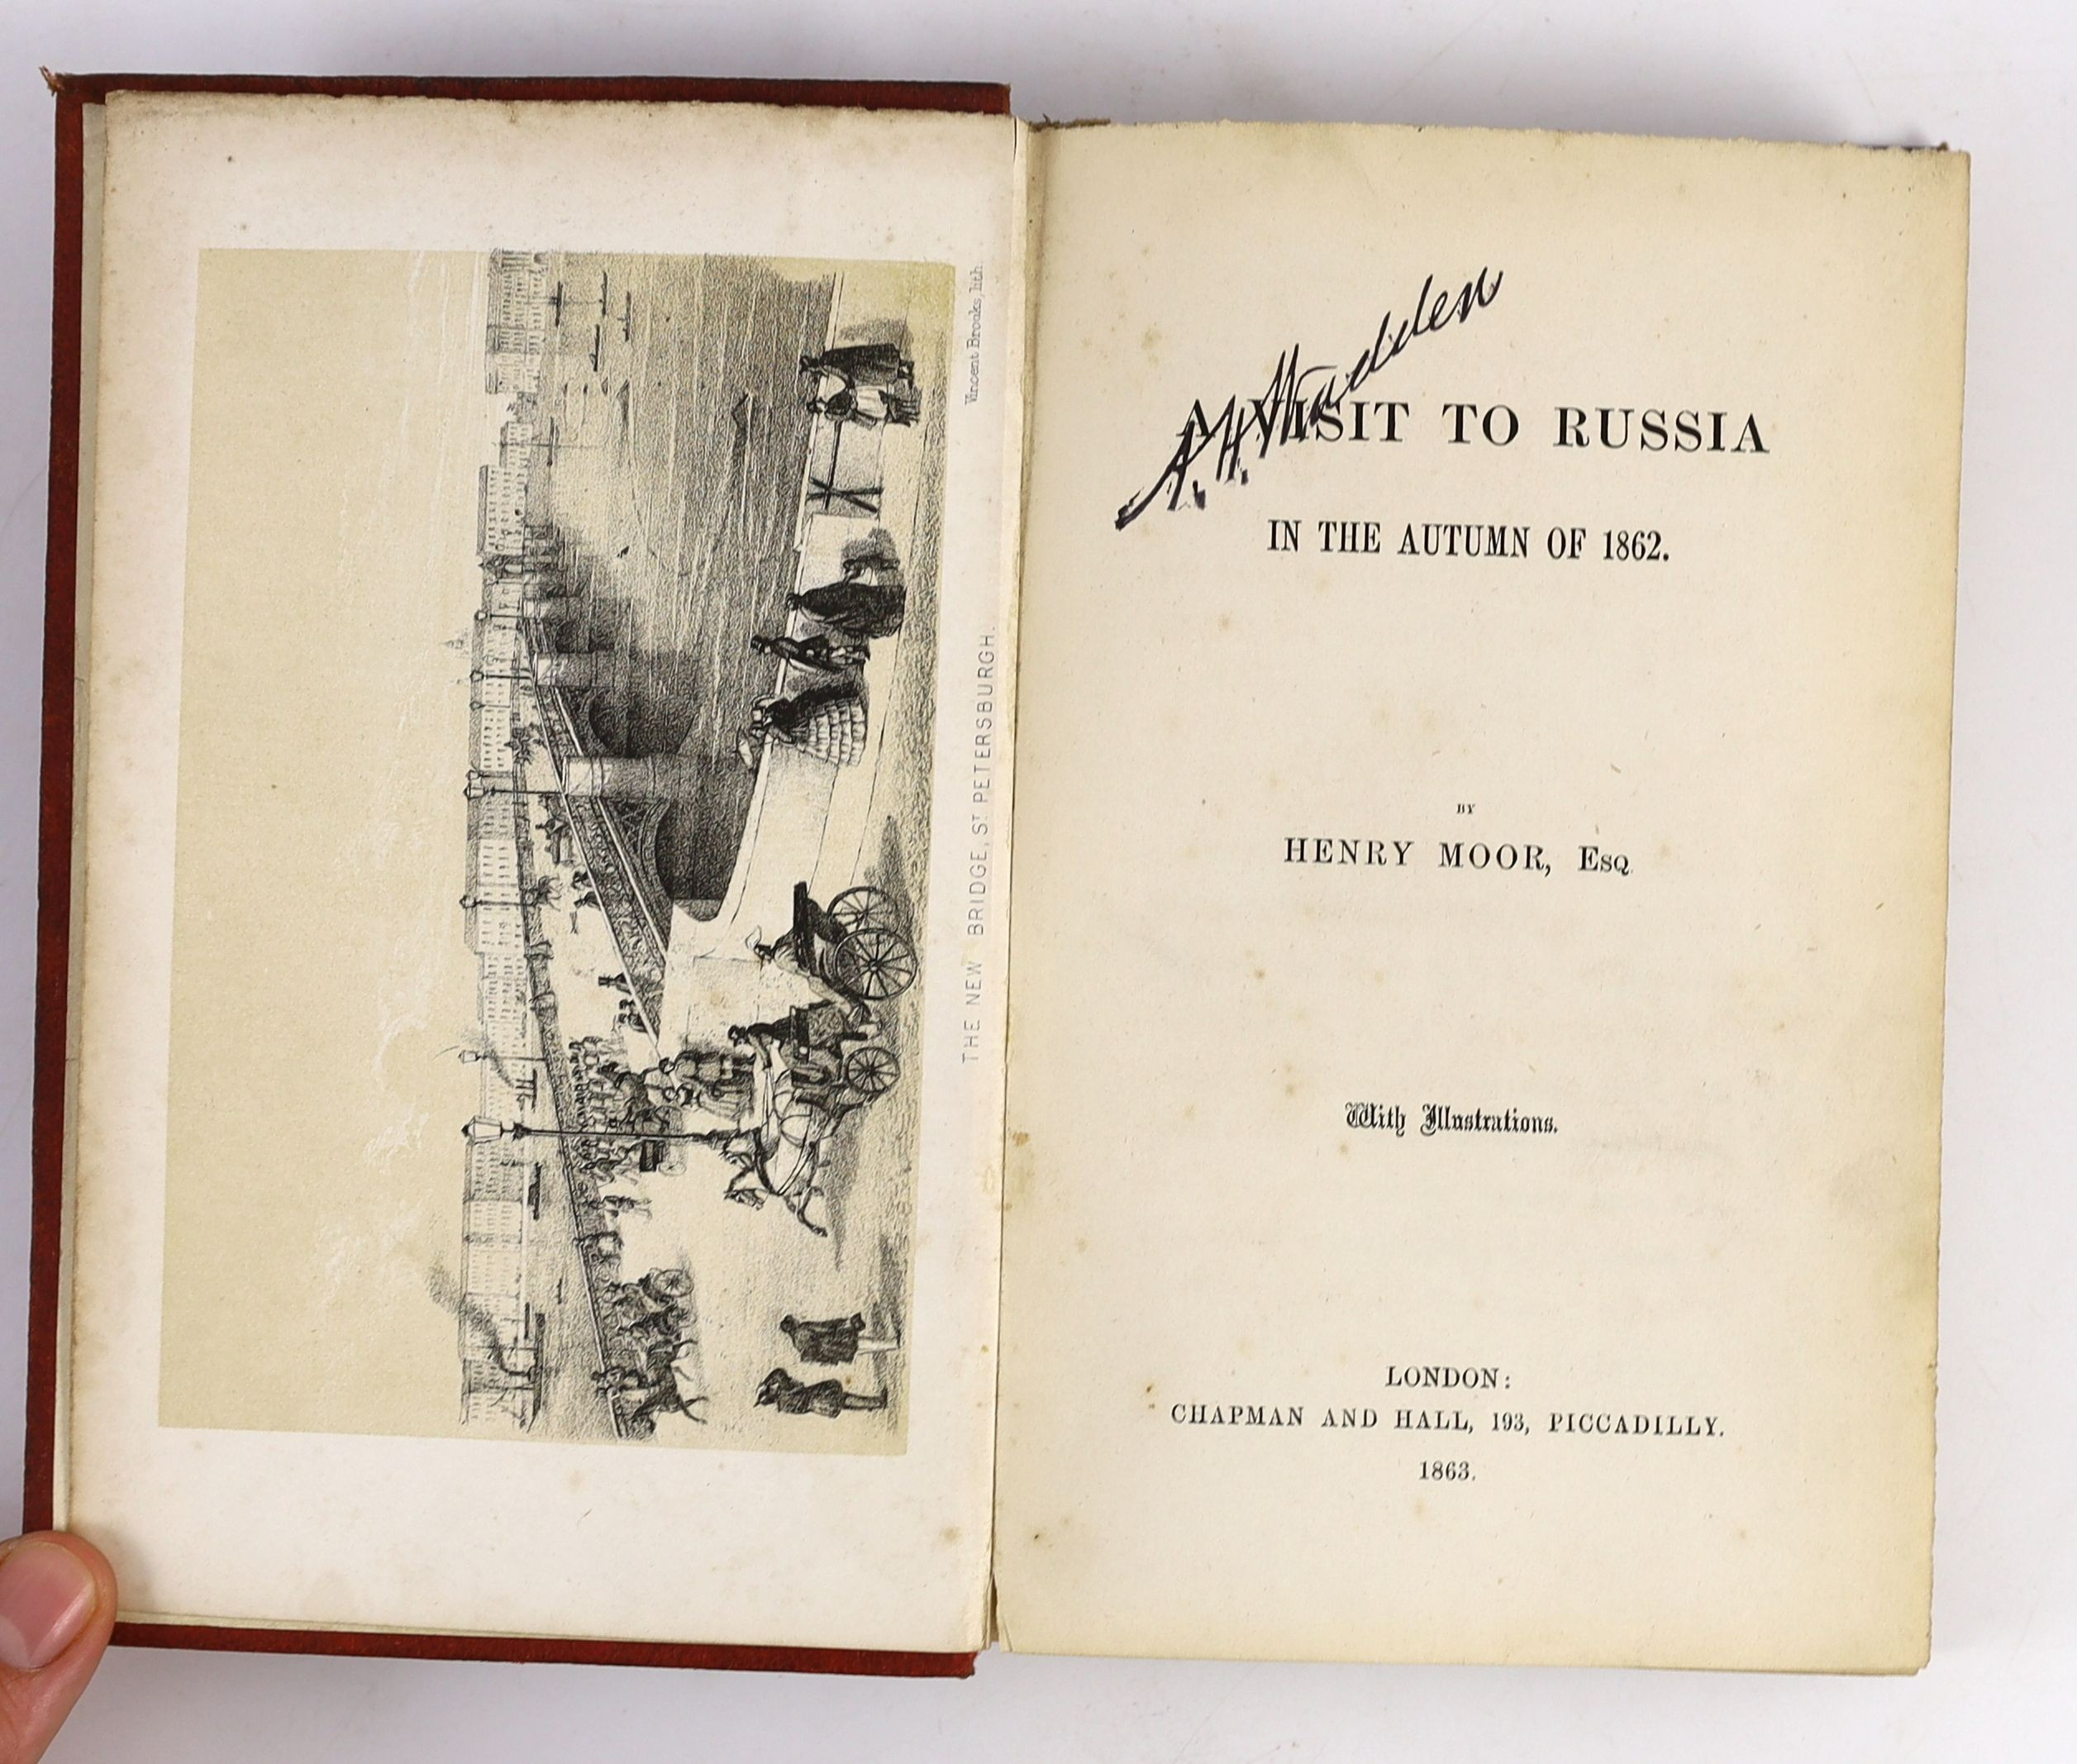 Vincent Brooks, lith.
THE NEW BRIDGE, ST PETERSBURGH.
A. H. Madden
A VISIT TO RUSSIA
IN THE AUTUMN OF 1862.
BY
HENRY MOOR, ESQ.
With Illustrations.
LONDON:
CHAPMAN AND HALL, 193, PICCADILLY.
1863.